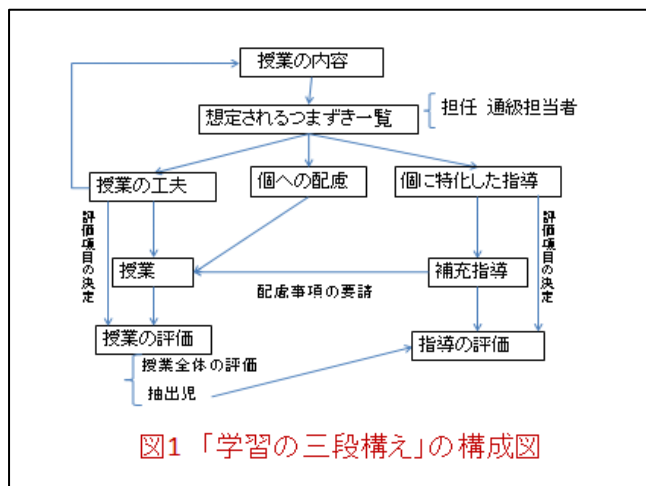 授業の内容
想定されるつまずき一覧
担任 通級担当者
授業の工夫
個への配慮
個に特化した指導
評価項目の決定
評価項目の決定
授業
補充指導
配慮事項の要請
授業の評価
指導の評価
授業全体の評価
抽出児
図1 「学習の三段構え」の構成図